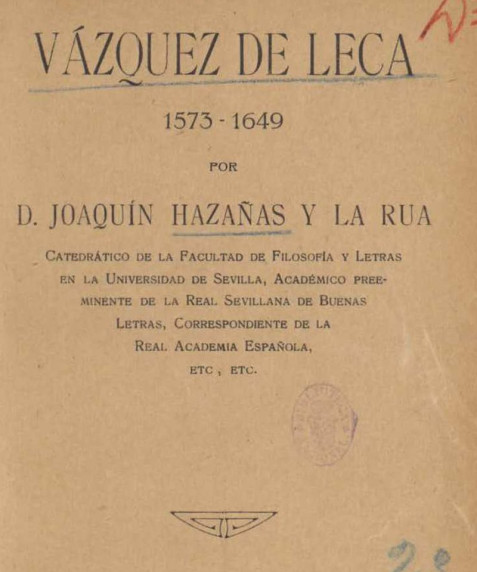 VÁZQUEZ DE LECA
1573 - 1649
POR
D. JOAQUÍN HAZAÑAS Y LA RUA
CATEDRÁTICO DE LA FACULTAD DE FILOSOFÍA Y LETRAS
EN LA UNIVERSIDAD DE SEVILLA, ACADÉMICO PREE-
MINENTE DE LA REAL SEVILLANA DE BUENAS
LETRAS, CORRESPONDIENTE DE LA
REAL ACADEMIA ESPAÑOLA,
ETC , ETC.